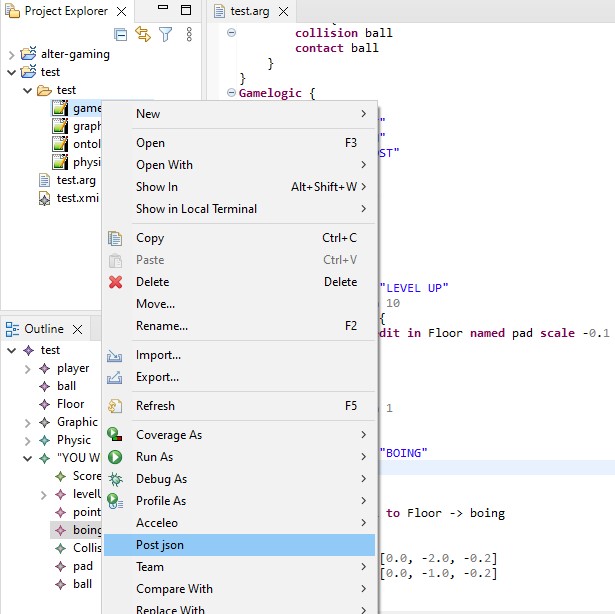 Project Explorer
alter-gaming
test
test
game
graph
ontol
physi
test.arg
test.xmi
Outline
test
player
ball
Floor
Graphic
Physic
"YOU W
Score
levelU
point
boing
Collis
pad
ball
New
Open F3
Open With
Show In Alt+Shift+W
Show in Local Terminal
Copy Ctrl+C
Paste Ctrl+V
Delete Delete
Move...
Rename... F2
Import...
Export...
Refresh F5
Coverage As
Run As
Debug As
Profile As
Acceleo
Post json
Team
Compare With
Replace With
test.arg
collision ball
contact ball
}
}
Gamelogic {
"
"
ST"
"LEVEL UP"
10
{
dit in Floor named pad scale -0.1
1
"BOING"
to Floor -> boing
[0.0, -2.0, -0.2]
[0.0, -1.0, -0.2]